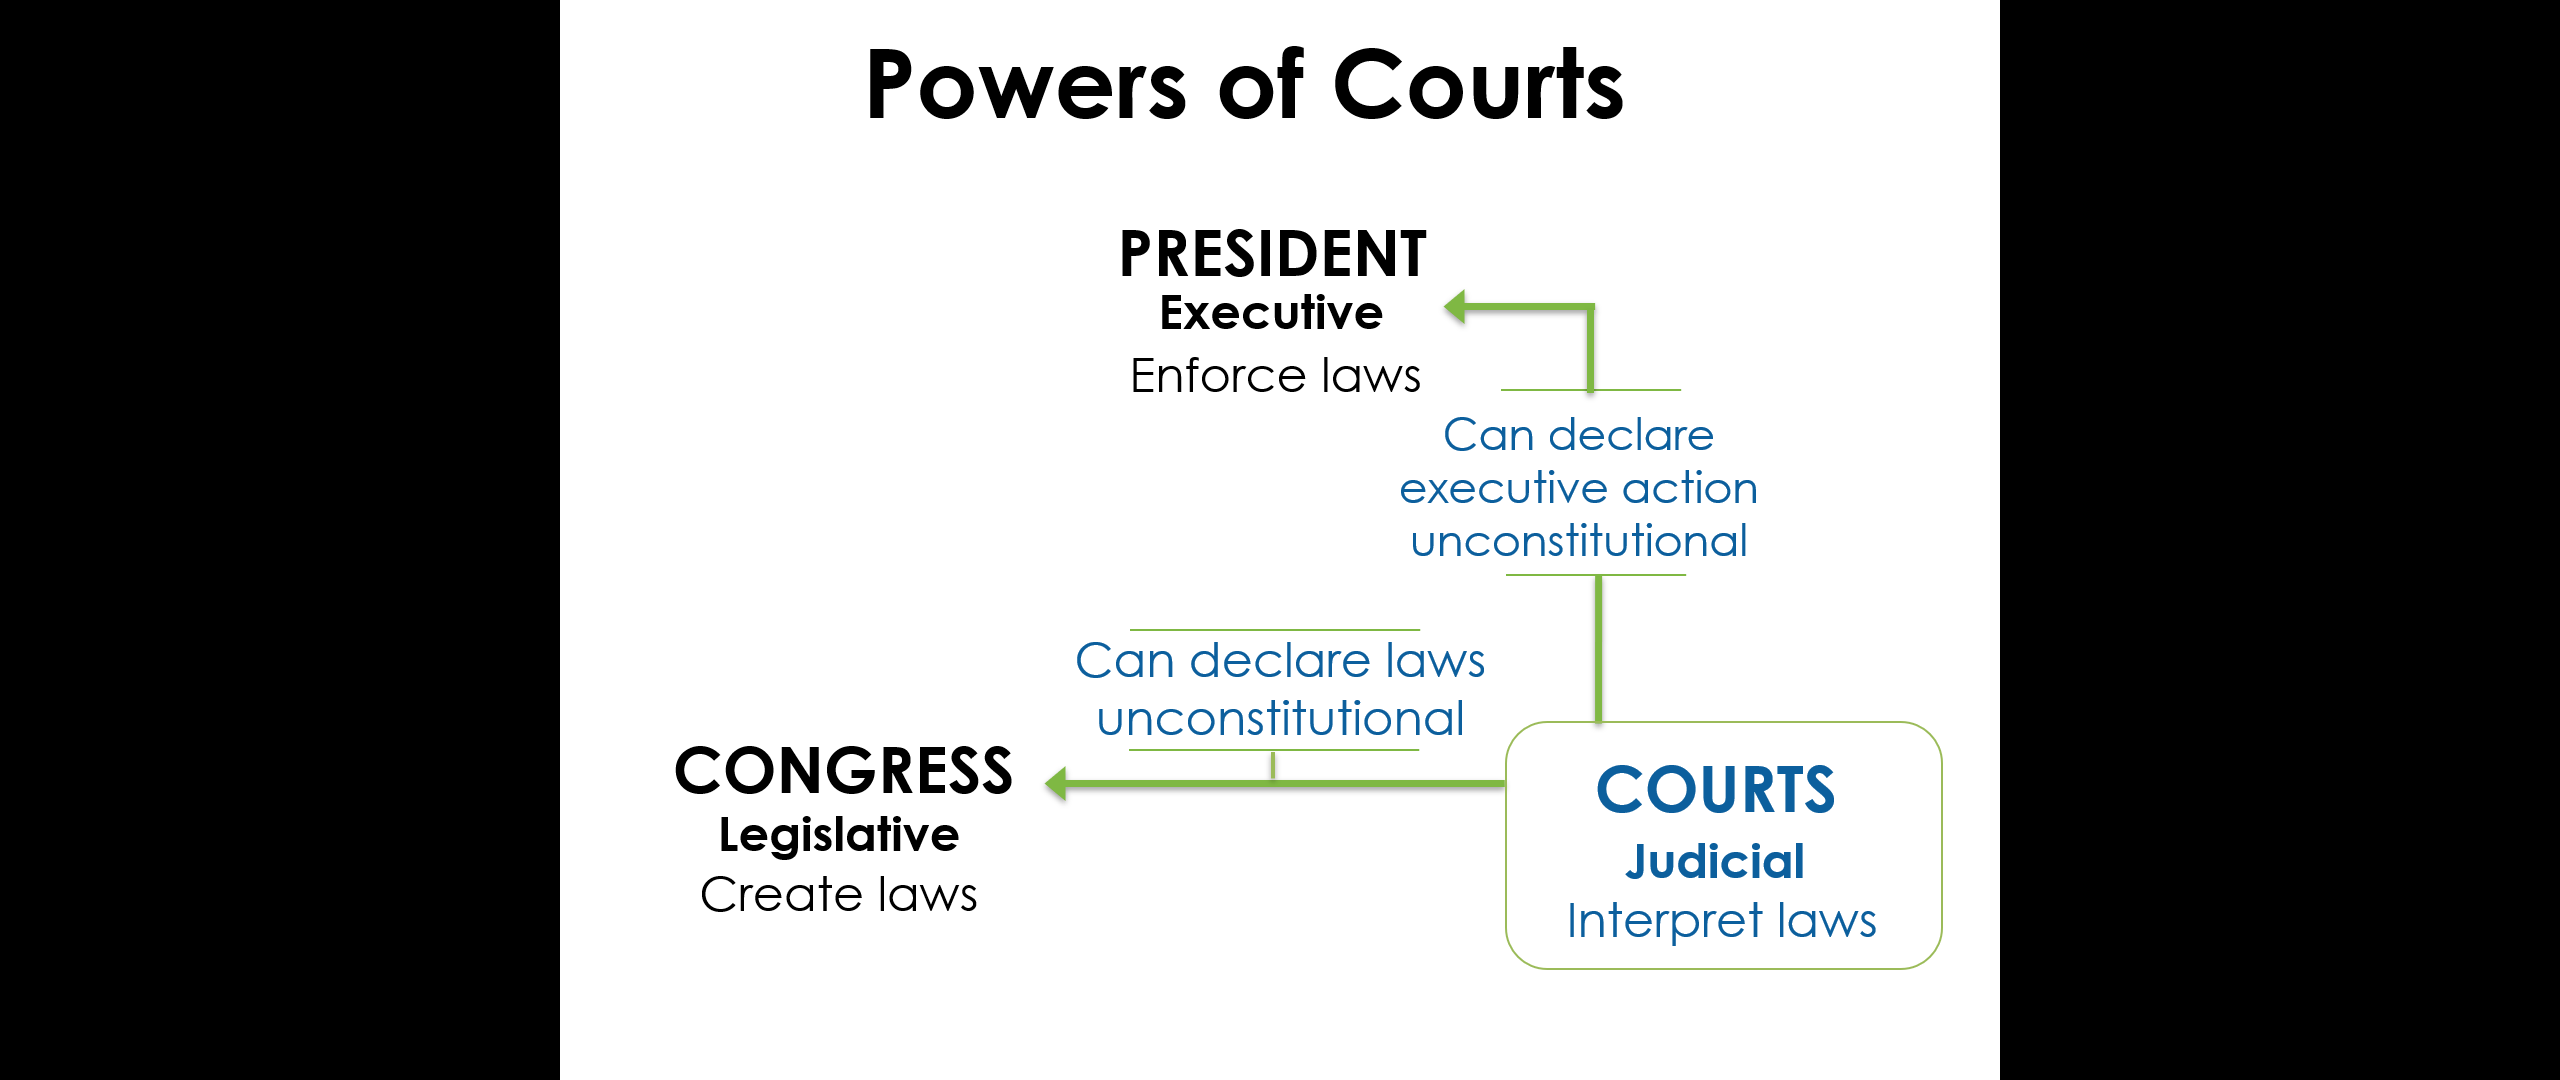 Powers of Courts
PRESIDENT
Executive
Enforce laws
Can declare
executive action
unconstitutional
Can declare laws
unconstitutional
CONGRESS
Legislative
Create laws
COURTS
Judicial
Interpret laws